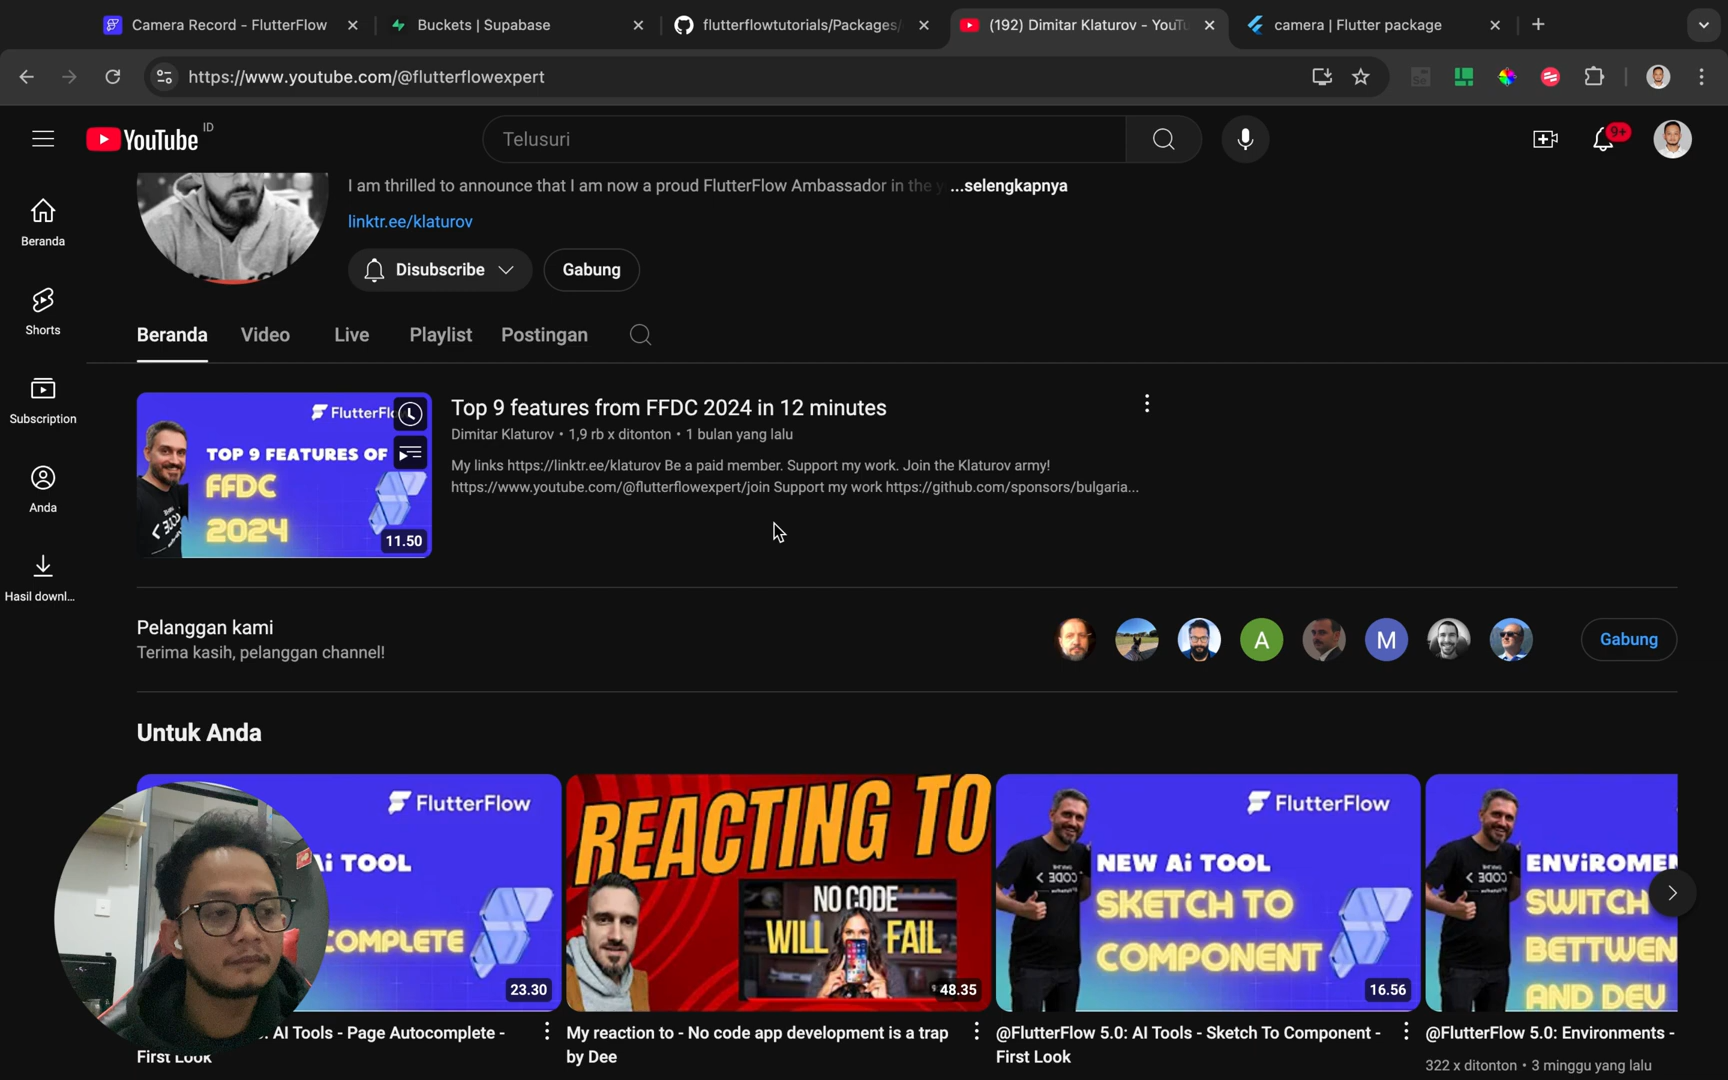 Camera Record - FlutterFlow
Buckets | Supabase
flutterflowtutorials/Packages/
(192) Dimitar Klaturov - YouTu
camera | Flutter package
https://www.youtube.com/@flutterflowexpert
YouTube ID
Telusuri
9+
I am thrilled to announce that I am now a proud FlutterFlow Ambassador in the y ...selengkapnya
linktr.ee/klaturov
Disubscribe
Gabung
Beranda
Shorts
Subscription
Anda
Hasil downl...
Beranda
Video
Live
Playlist
Postingan
FlutterFl
TOP 9 FEATURES OF
FFDC
2024
11.50
Top 9 features from FFDC 2024 in 12 minutes
Dimitar Klaturov • 1,9 rb x ditonton • 1 bulan yang lalu
My links https://linktr.ee/klaturov Be a paid member. Support my work. Join the Klaturov army!
https://www.youtube.com/@flutterflowexpert/join Support my work https://github.com/sponsors/bulgaria...
Pelanggan kami
Terima kasih, pelanggan channel!
A
M
Gabung
Untuk Anda
FlutterFlow
Ai TOOL
COMPLETE
23.30
AI Tools - Page Autocomplete -
First Look
REACTING TO
NO CODE
WILL FAIL
48.35
My reaction to - No code app development is a trap
by Dee
FlutterFlow
NEW Ai TOOL
SKETCH TO
COMPONENT
16.56
@FlutterFlow 5.0: AI Tools - Sketch To Component -
First Look
ENViROMEN
SWITCH
BETTWEEN
AND DEV
@FlutterFlow 5.0: Environments -
322 x ditonton • 3 minggu yang lalu